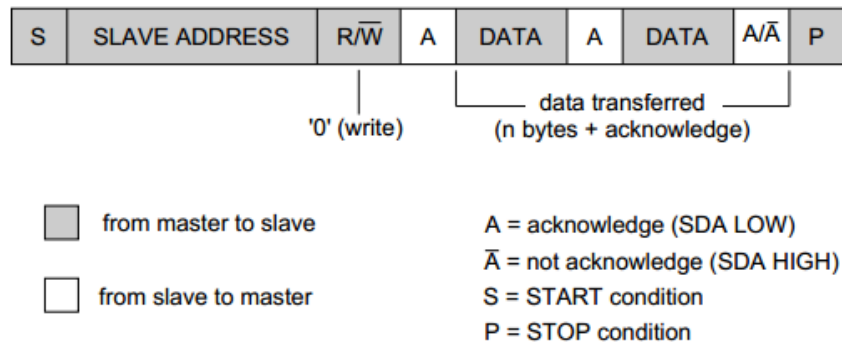 S SLAVE ADDRESS R/W̅ A DATA A DATA A/A̅ P
'0' (write)
data transferred
(n bytes + acknowledge)
from master to slave
from slave to master
A = acknowledge (SDA LOW)
A̅ = not acknowledge (SDA HIGH)
S = START condition
P = STOP condition